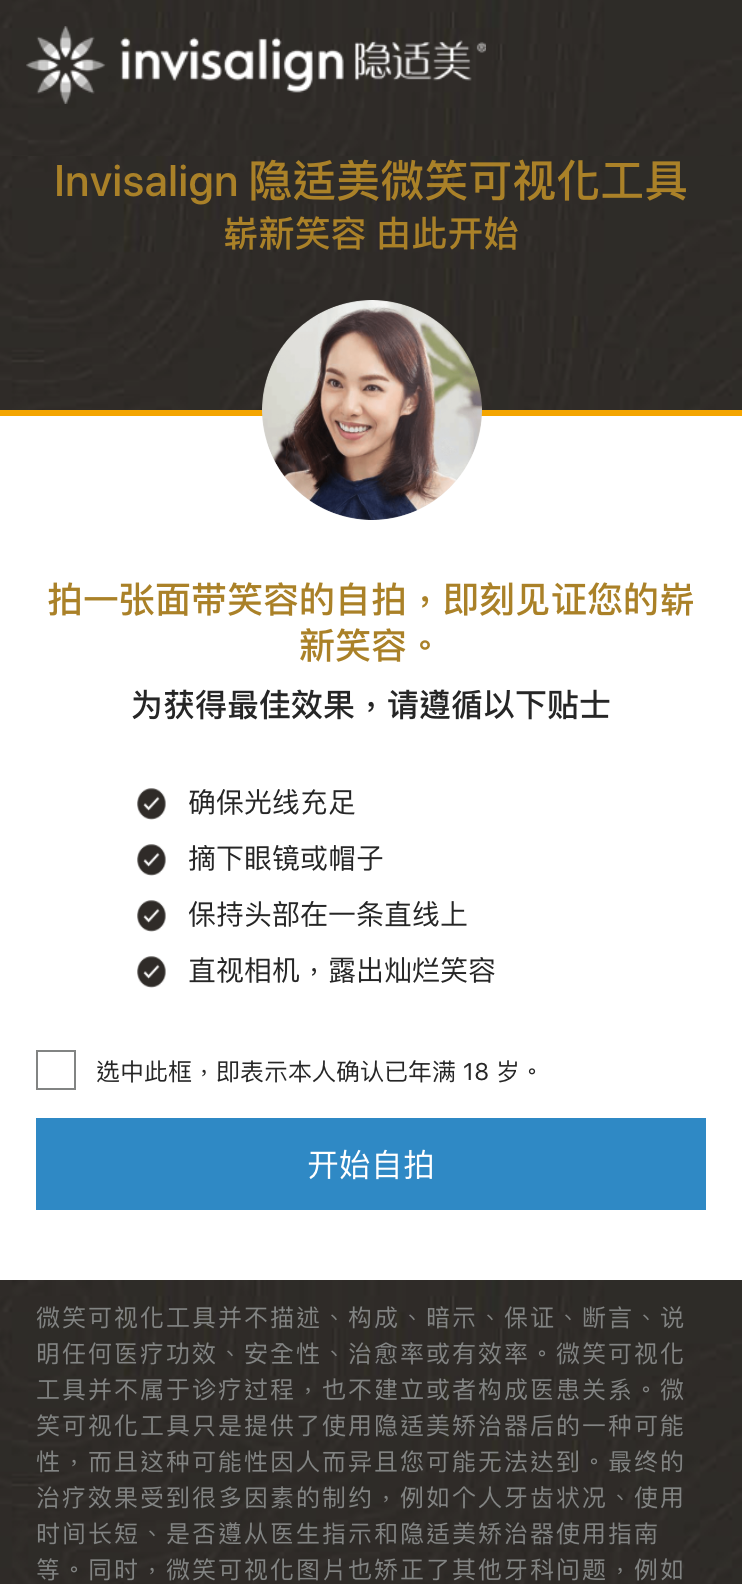 invisalign 隐适美®
Invisalign 隐适美微笑可视化工具
崭新笑容 由此开始
拍一张面带笑容的自拍，即刻见证您的崭
新笑容。
为获得最佳效果，请遵循以下贴士
确保光线充足
摘下眼镜或帽子
保持头部在一条直线上
直视相机，露出灿烂笑容
选中此框，即表示本人确认已年满 18 岁。
开始自拍
微笑可视化工具并不描述、构成、暗示、保证、断言、说
明任何医疗功效、安全性、治愈率或有效率。微笑可视化
工具并不属于诊疗过程，也不建立或者构成医患关系。微
笑可视化工具只是提供了使用隐适美矫治器后的一种可能
性，而且这种可能性因人而异且您可能无法达到。最终的
治疗效果受到很多因素的制约，例如个人牙齿状况、使用
时间长短、是否遵从医生指示和隐适美矫治器使用指南
等。同时，微笑可视化图片也矫正了其他牙科问题，例如